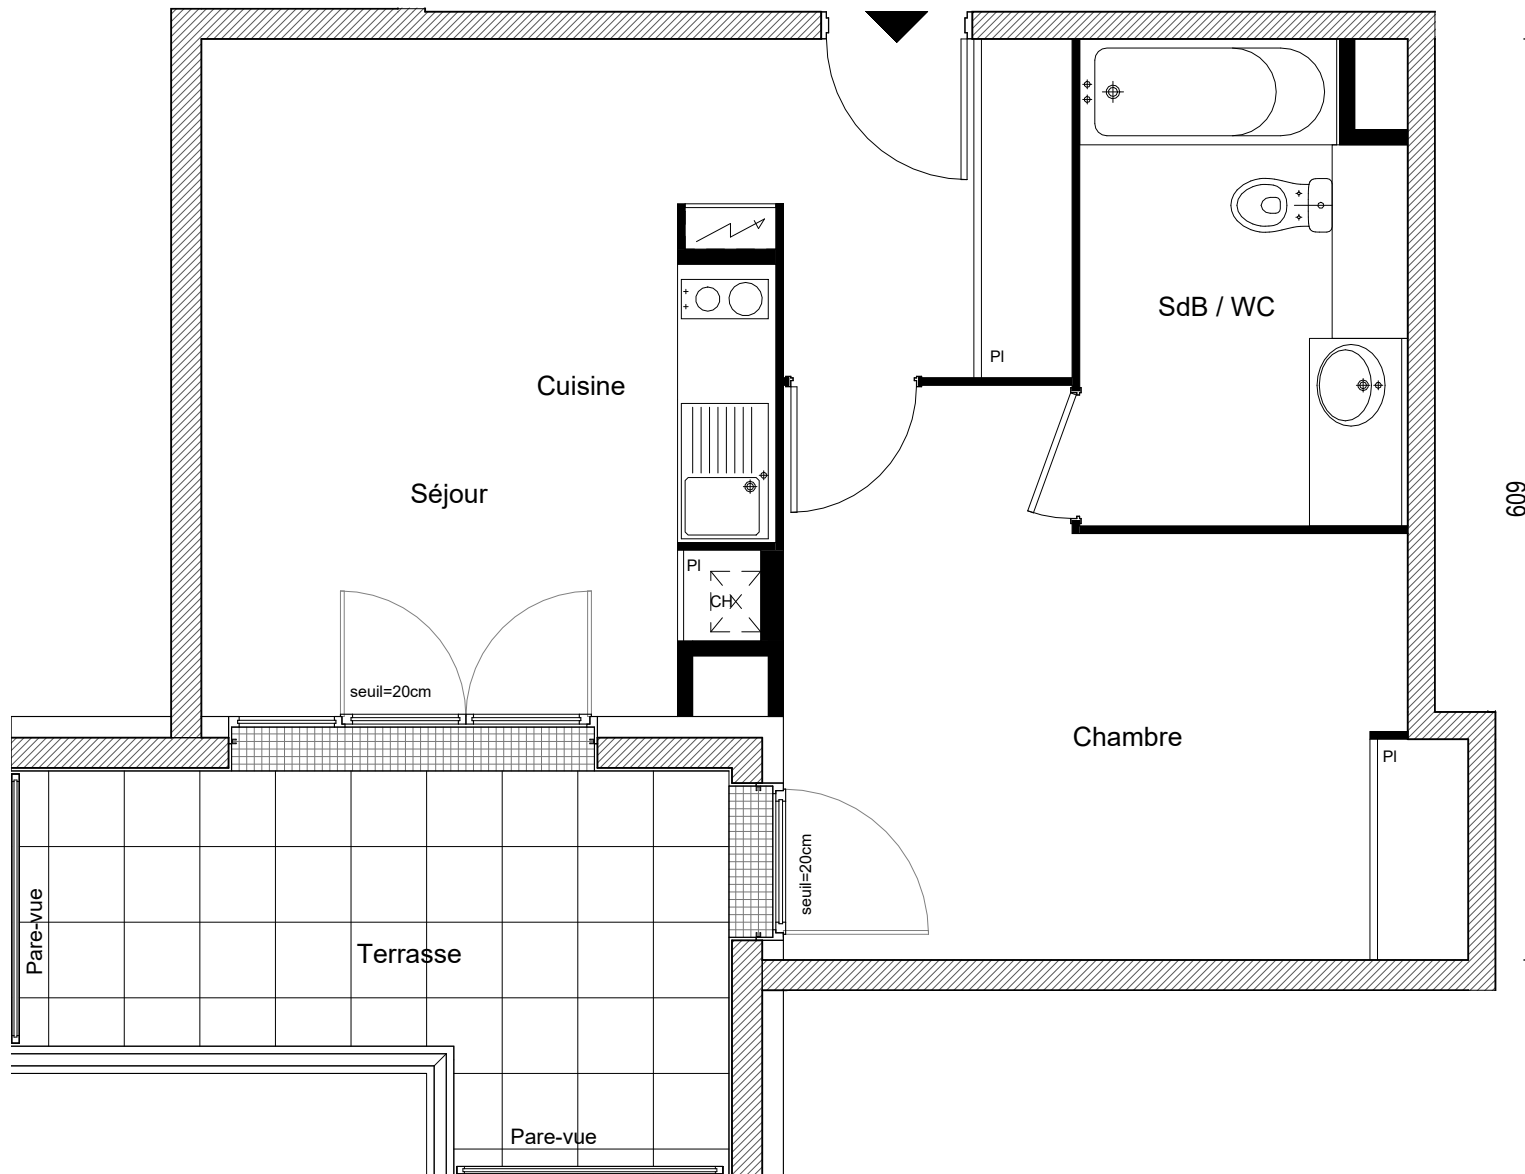 SdB / WC
Pl
Cuisine
Séjour
609
Pl
CH
seuil=20cm
Chambre
Pl
seuil=20cm
Pare-vue
Terrasse
Pare-vue